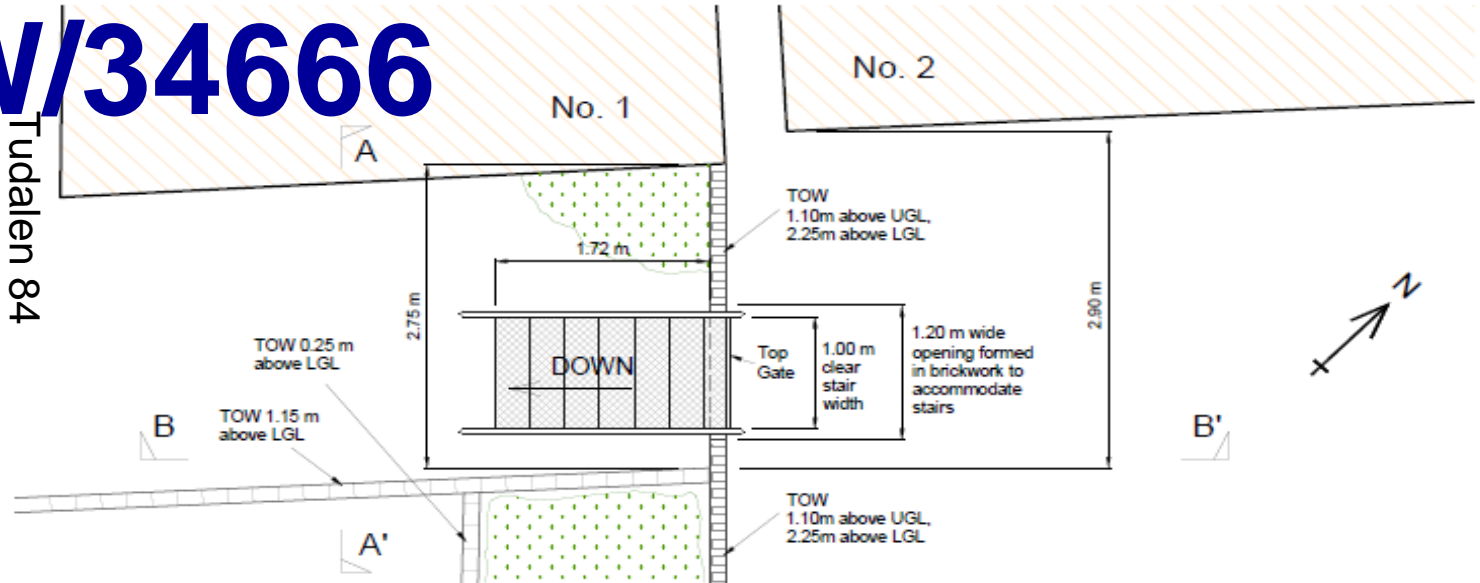 W/34666
Tudalen 84
No. 1
No. 2
A
TOW
1.10m above UGL,
2.25m above LGL
1.72 m
2.75 m
2.90 m
N
TOW 0.25 m
above LGL
DOWN
Top
Gate
1.00 m
clear
stair
width
1.20 m wide
opening formed
in brickwork to
accommodate
stairs
B
TOW 1.15 m
above LGL
B'
A'
TOW
1.10m above UGL,
2.25m above LGL